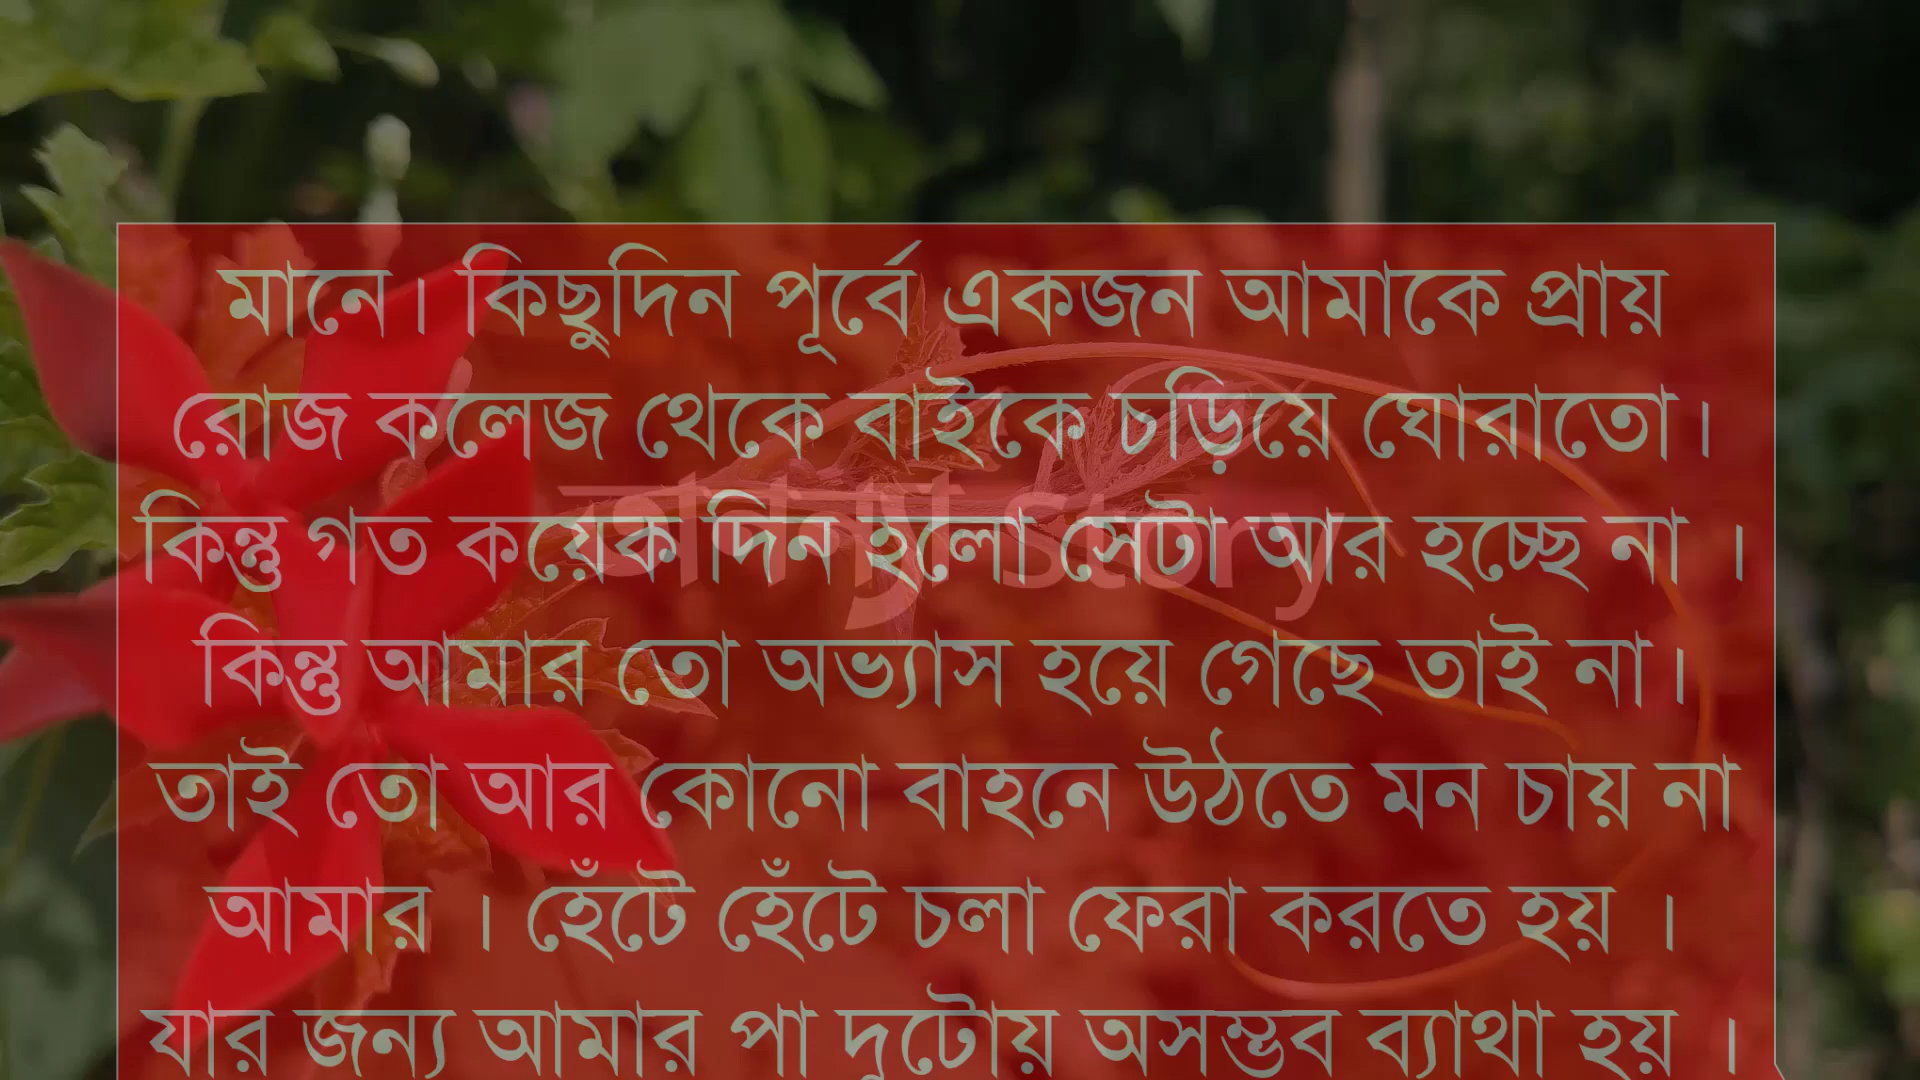 মানে। কিছুদিন পূর্বে একজন আমাকে প্রায়
রোজ কলেজ থেকে বাইকে চড়িয়ে ঘোরাতো।
কিন্তু গত কয়েক দিন হলো সেটা আর হচ্ছে না ।
কিন্তু আমার তো অভ্যাস হয়ে গেছে তাই না।
তাই তো আর কোনো বাহনে উঠতে মন চায় না
আমার । হেঁটে হেঁটে চলা ফেরা করতে হয় ।
যার জন্য আমার পা দুটোয় অসম্ভব ব্যাথা হয় ।
Story